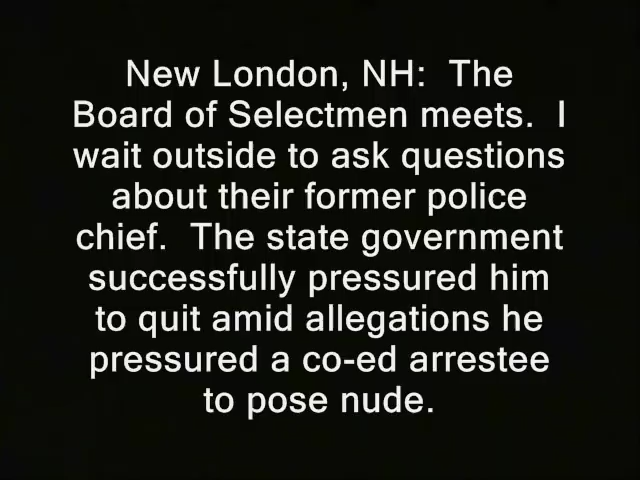 New London, NH:  The
Board of Selectmen meets.  I
wait outside to ask questions
about their former police
chief.  The state government
successfully pressured him
to quit amid allegations he
pressured a co-ed arrestee
to pose nude.